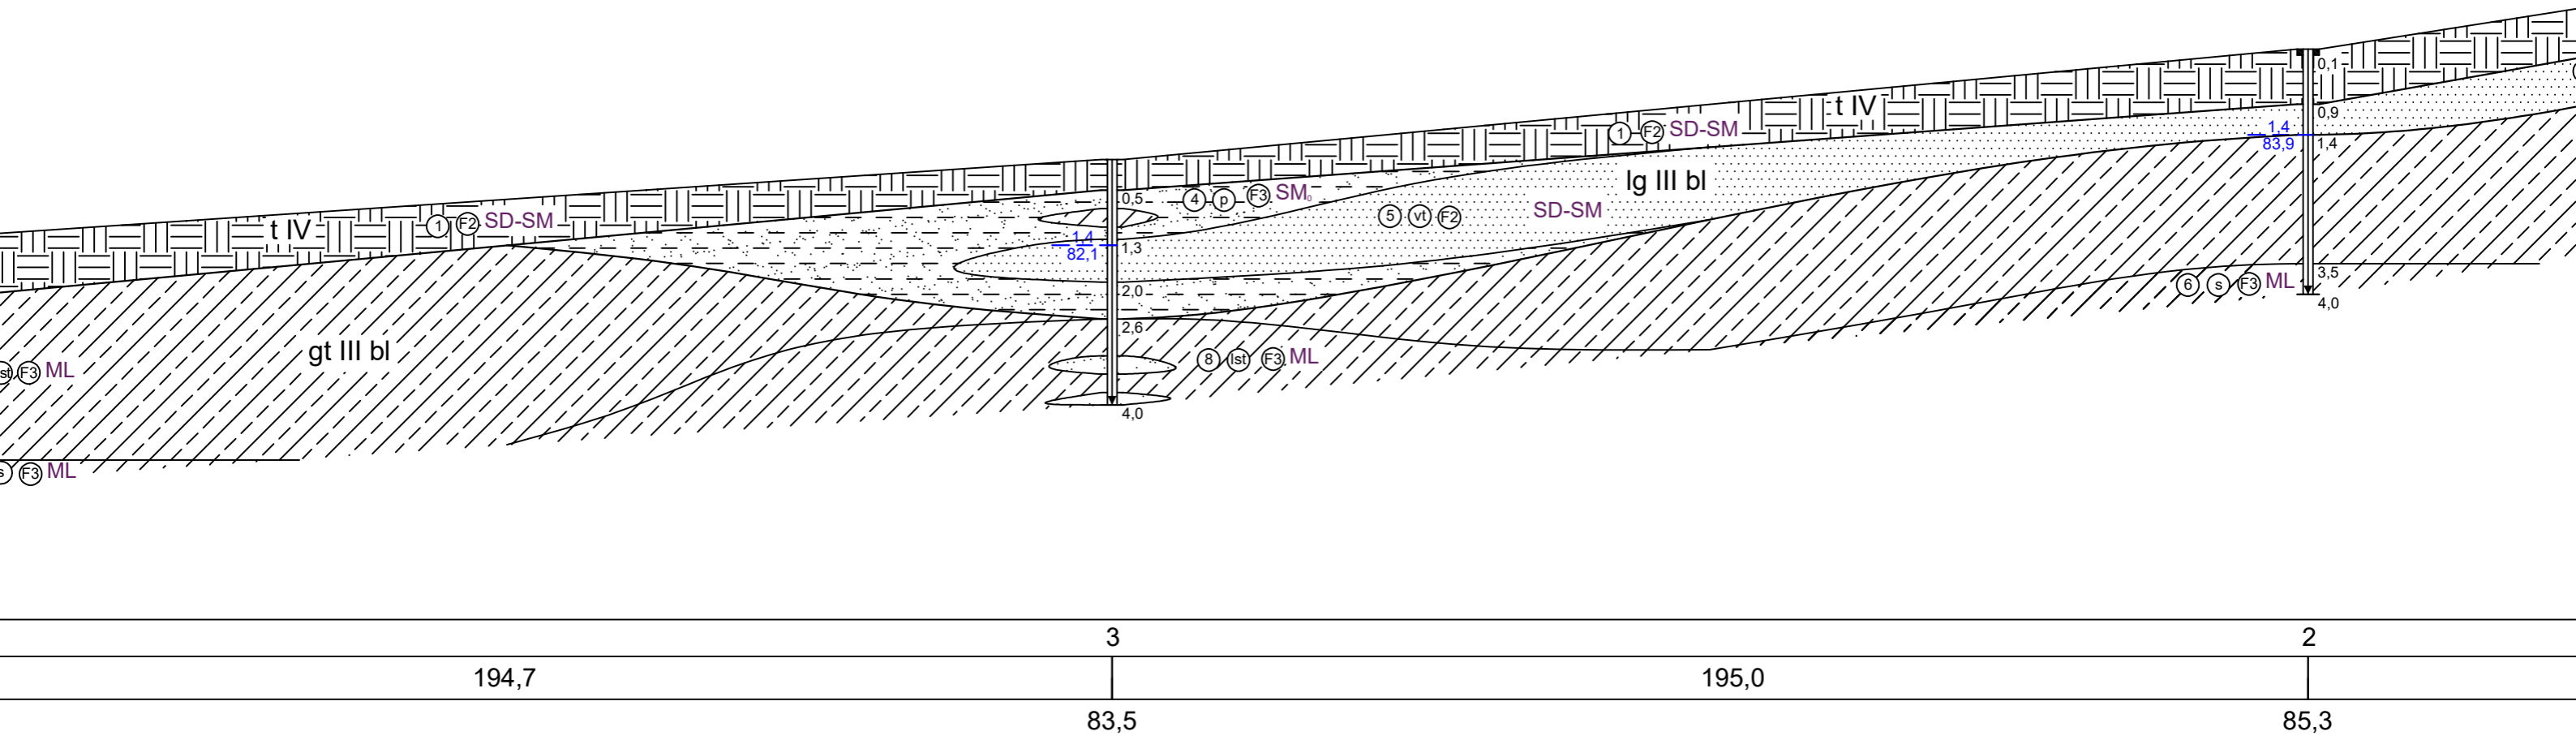 0,1
t IV
1 F2 SD-SM
0,9
1,4
83,9
1,4
lg III bl
4 p F3 SM₀
0,5
5 vt F2 SD-SM
1 F2 SD-SM
t IV
1,4
82,1
1,3
3,5
6 s F3 ML
2,0
4,0
2,6
gt III bl
8 lst F3 ML
st F3 ML
4,0
s F3 ML
3 2
194,7 195,0
83,5 85,3